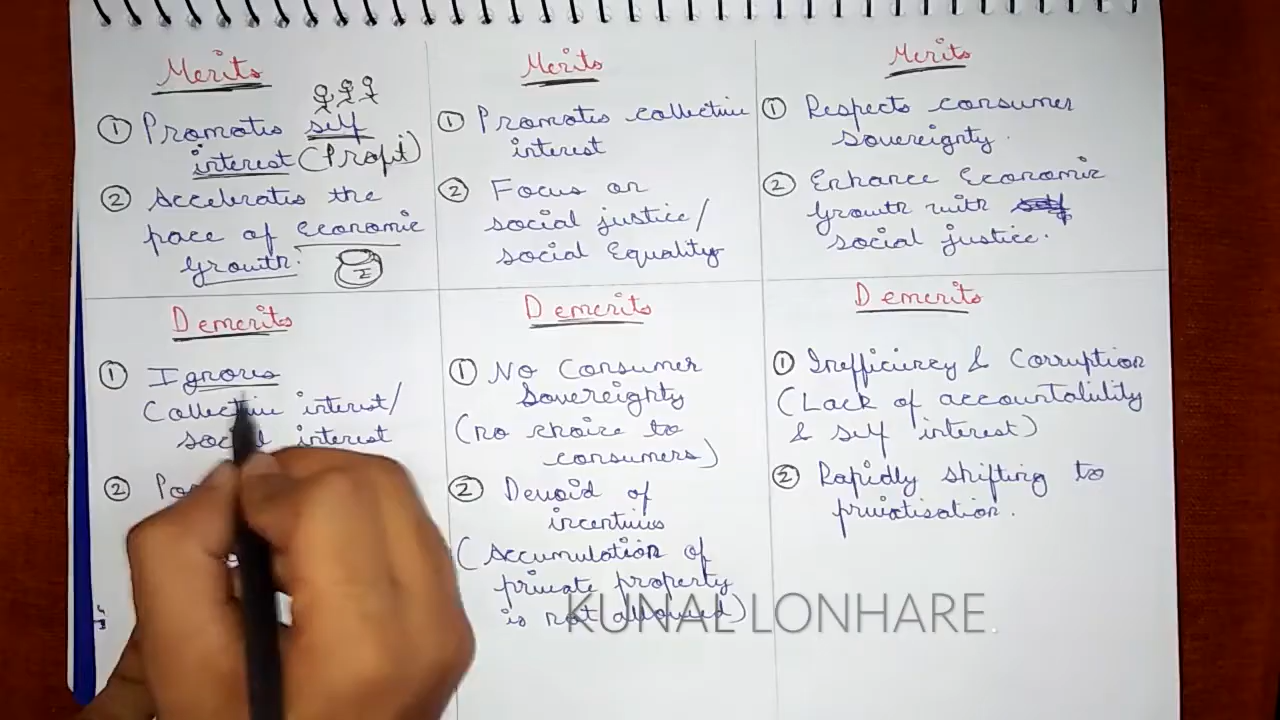 Merits
① Promotes self
interest (Profit)
② Accelerates the
pace of economic
growth.
Demerits
① Ignores
Collective interest/
social interest
②
Merits
① Promotes collective
interest
② Focus on
social justice/
social Equality
Demerits
① No Consumer
Sovereignty
(no choice to
consumers)
② Devoid of
incentives
(Accumulation of
private property
is not allowed)
Merits
① Respects consumer
sovereignty.
② Enhance Economic
growth with
social justice.
Demerits
① Inefficiency & Corruption
(Lack of accountability
& self interest)
② Rapidly shifting to
privatisation.
KUNAL LONHARE.